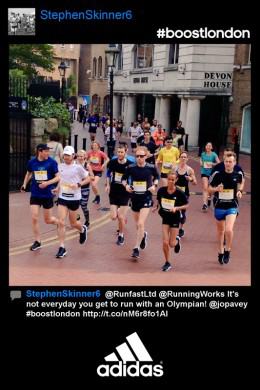 StephenSkinner6
#boostlondon
DEVON
HOUSE
StephenSkinner6 @RunfastLtd @RunningWorks It's
not everyday you get to run with an Olympian! @jopavey
#boostlondon http://t.co/nM6r8fo1Al
adidas